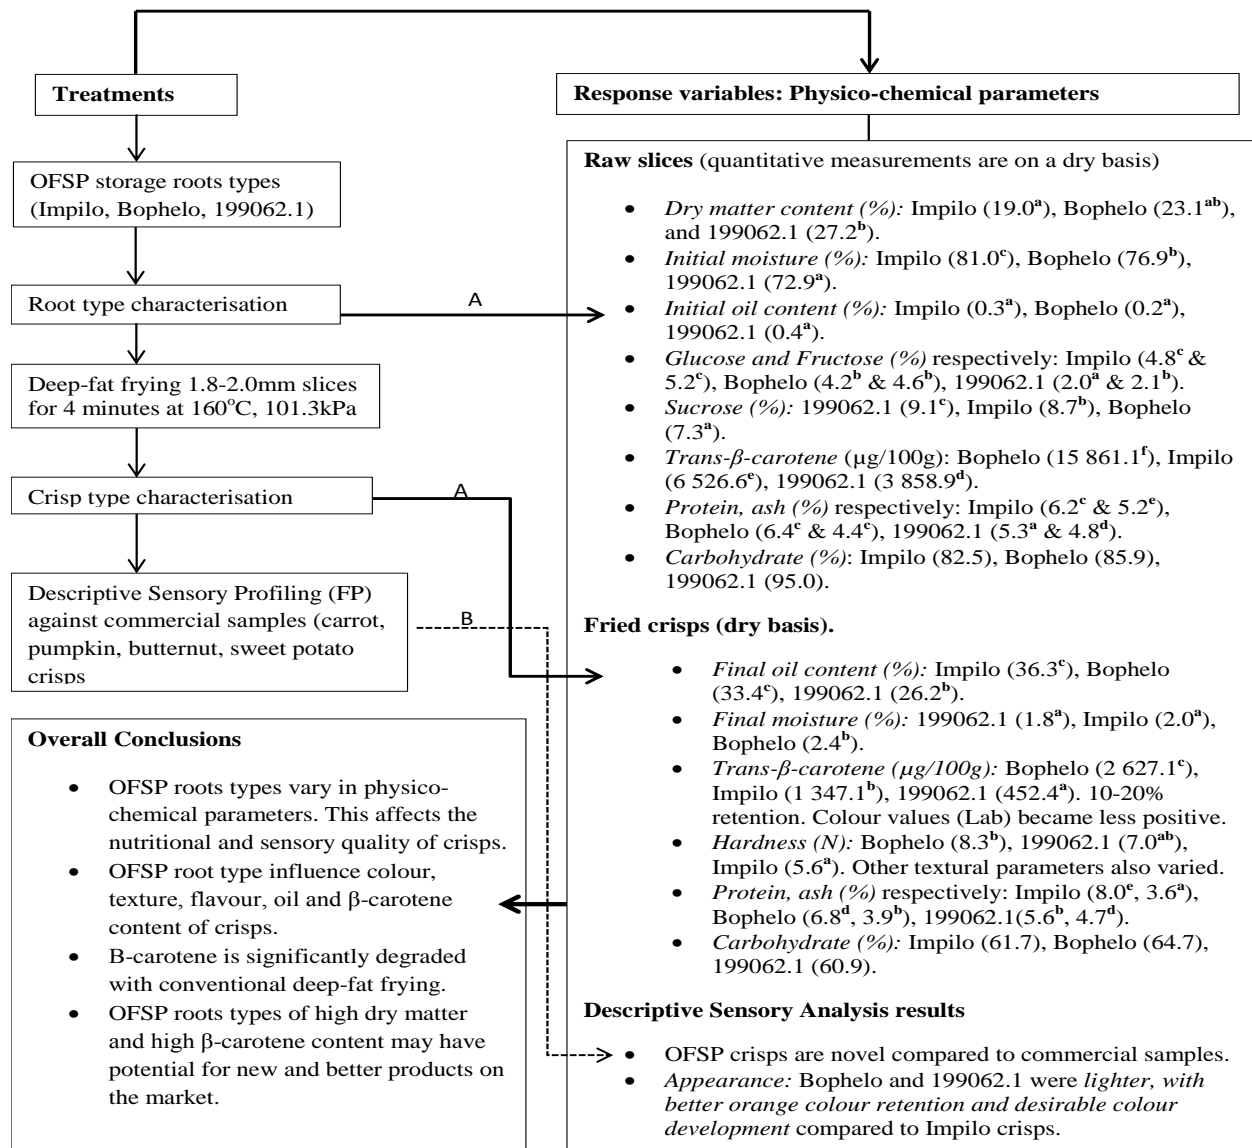 Treatments
OFSP storage roots types
(Impilo, Bophelo, 199062.1)
Root type characterisation
A
Deep-fat frying 1.8-2.0mm slices
for 4 minutes at 160°C, 101.3kPa
Crisp type characterisation
A
Descriptive Sensory Profiling (FP)
against commercial samples (carrot,
pumpkin, butternut, sweet potato
crisps
B
Overall Conclusions
• OFSP roots types vary in physico-
chemical parameters. This affects the
nutritional and sensory quality of crisps.
• OFSP root type influence colour,
texture, flavour, oil and β-carotene
content of crisps.
• B-carotene is significantly degraded
with conventional deep-fat frying.
• OFSP roots types of high dry matter
and high β-carotene content may have
potential for new and better products on
the market.
Response variables: Physico-chemical parameters
Raw slices (quantitative measurements are on a dry basis)
• Dry matter content (%): Impilo (19.0ᵃ), Bophelo (23.1ᵃᵇ),
and 199062.1 (27.2ᵇ).
• Initial moisture (%): Impilo (81.0ᶜ), Bophelo (76.9ᵇ),
199062.1 (72.9ᵃ).
• Initial oil content (%): Impilo (0.3ᵃ), Bophelo (0.2ᵃ),
199062.1 (0.4ᵃ).
• Glucose and Fructose (%) respectively: Impilo (4.8ᶜ &
5.2ᶜ), Bophelo (4.2ᵇ & 4.6ᵇ), 199062.1 (2.0ᵃ & 2.1ᵇ).
• Sucrose (%): 199062.1 (9.1ᶜ), Impilo (8.7ᵇ), Bophelo
(7.3ᵃ).
• Trans-β-carotene (µg/100g): Bophelo (15 861.1ᶠ), Impilo
(6 526.6ᵉ), 199062.1 (3 858.9ᵈ).
• Protein, ash (%) respectively: Impilo (6.2ᶜ & 5.2ᵉ),
Bophelo (6.4ᶜ & 4.4ᶜ), 199062.1 (5.3ᵃ & 4.8ᵈ).
• Carbohydrate (%): Impilo (82.5), Bophelo (85.9),
199062.1 (95.0).
Fried crisps (dry basis).
• Final oil content (%): Impilo (36.3ᶜ), Bophelo
(33.4ᶜ), 199062.1 (26.2ᵇ).
• Final moisture (%): 199062.1 (1.8ᵃ), Impilo (2.0ᵃ),
Bophelo (2.4ᵇ).
• Trans-β-carotene (µg/100g): Bophelo (2 627.1ᶜ),
Impilo (1 347.1ᵇ), 199062.1 (452.4ᵃ). 10-20%
retention. Colour values (Lab) became less positive.
• Hardness (N): Bophelo (8.3ᵇ), 199062.1 (7.0ᵃᵇ),
Impilo (5.6ᵃ). Other textural parameters also varied.
• Protein, ash (%) respectively: Impilo (8.0ᵉ, 3.6ᵃ),
Bophelo (6.8ᵈ, 3.9ᵇ), 199062.1(5.6ᵇ, 4.7ᵈ).
• Carbohydrate (%): Impilo (61.7), Bophelo (64.7),
199062.1 (60.9).
Descriptive Sensory Analysis results
• OFSP crisps are novel compared to commercial samples.
• Appearance: Bophelo and 199062.1 were lighter, with
better orange colour retention and desirable colour
development compared to Impilo crisps.